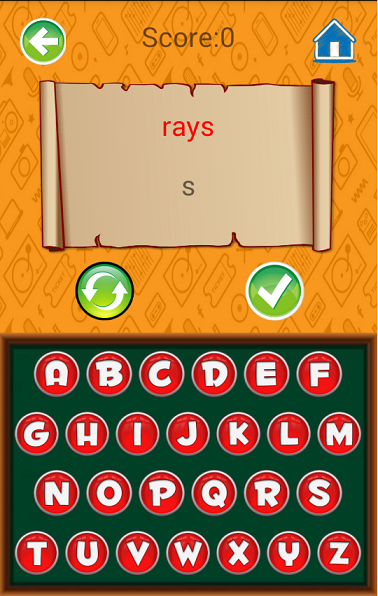 Score:0
rays
s
A B C D E F
G H I J K L M
N O P Q R S
T U V W X Y Z